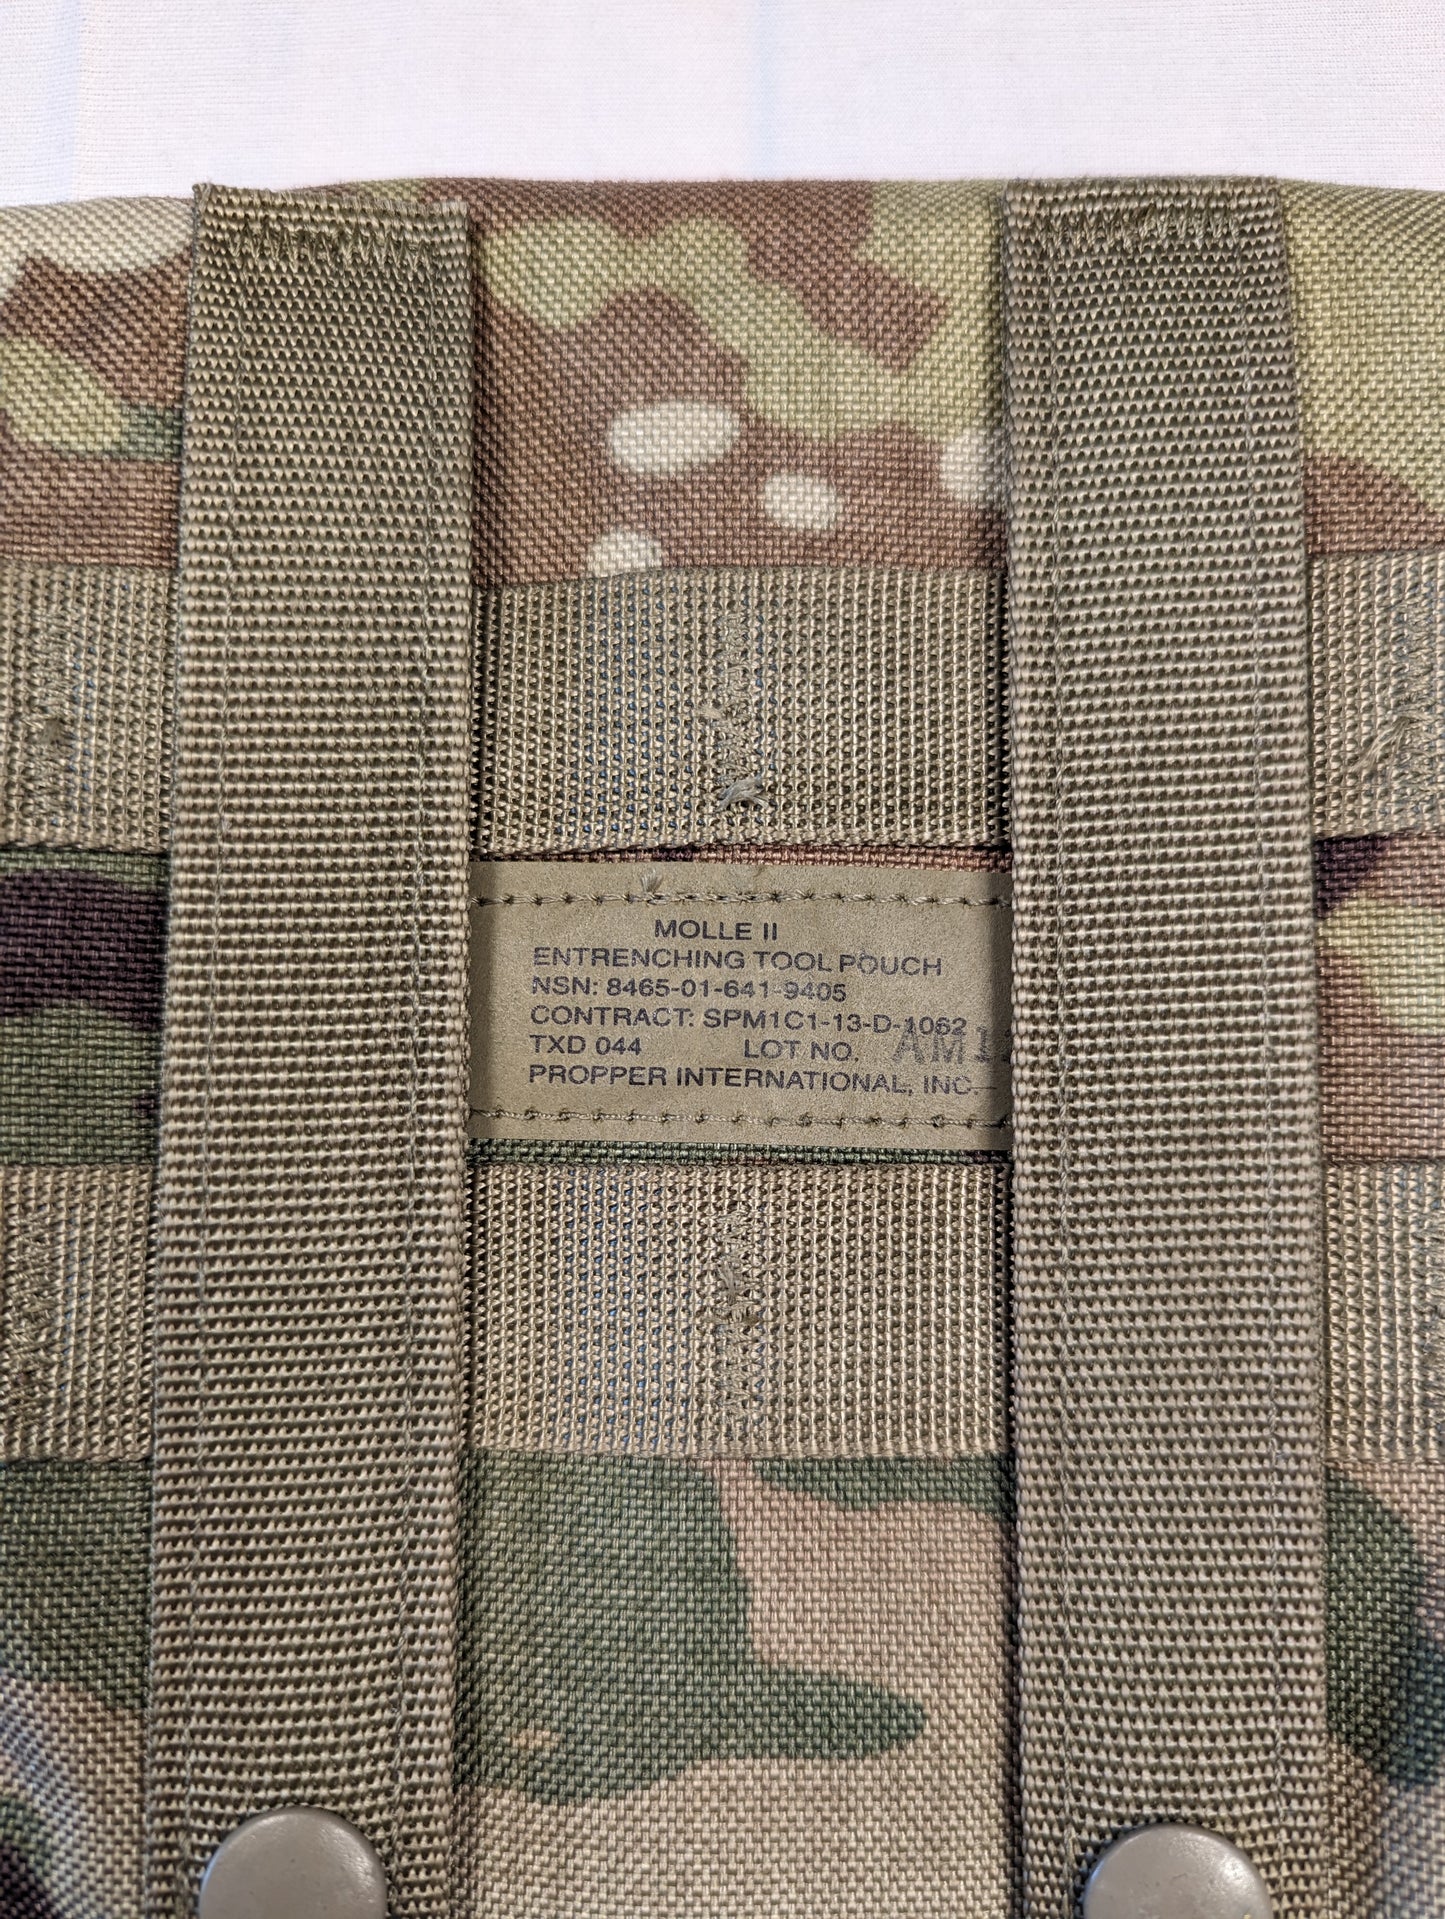 MOLLE II
ENTRENCHING TOOL POUCH
NSN: 8465-01-641-9405
CONTRACT: SPM1C1-13-D-1062
TXD 044 LOT NO. AM1
PROPPER INTERNATIONAL, INC.